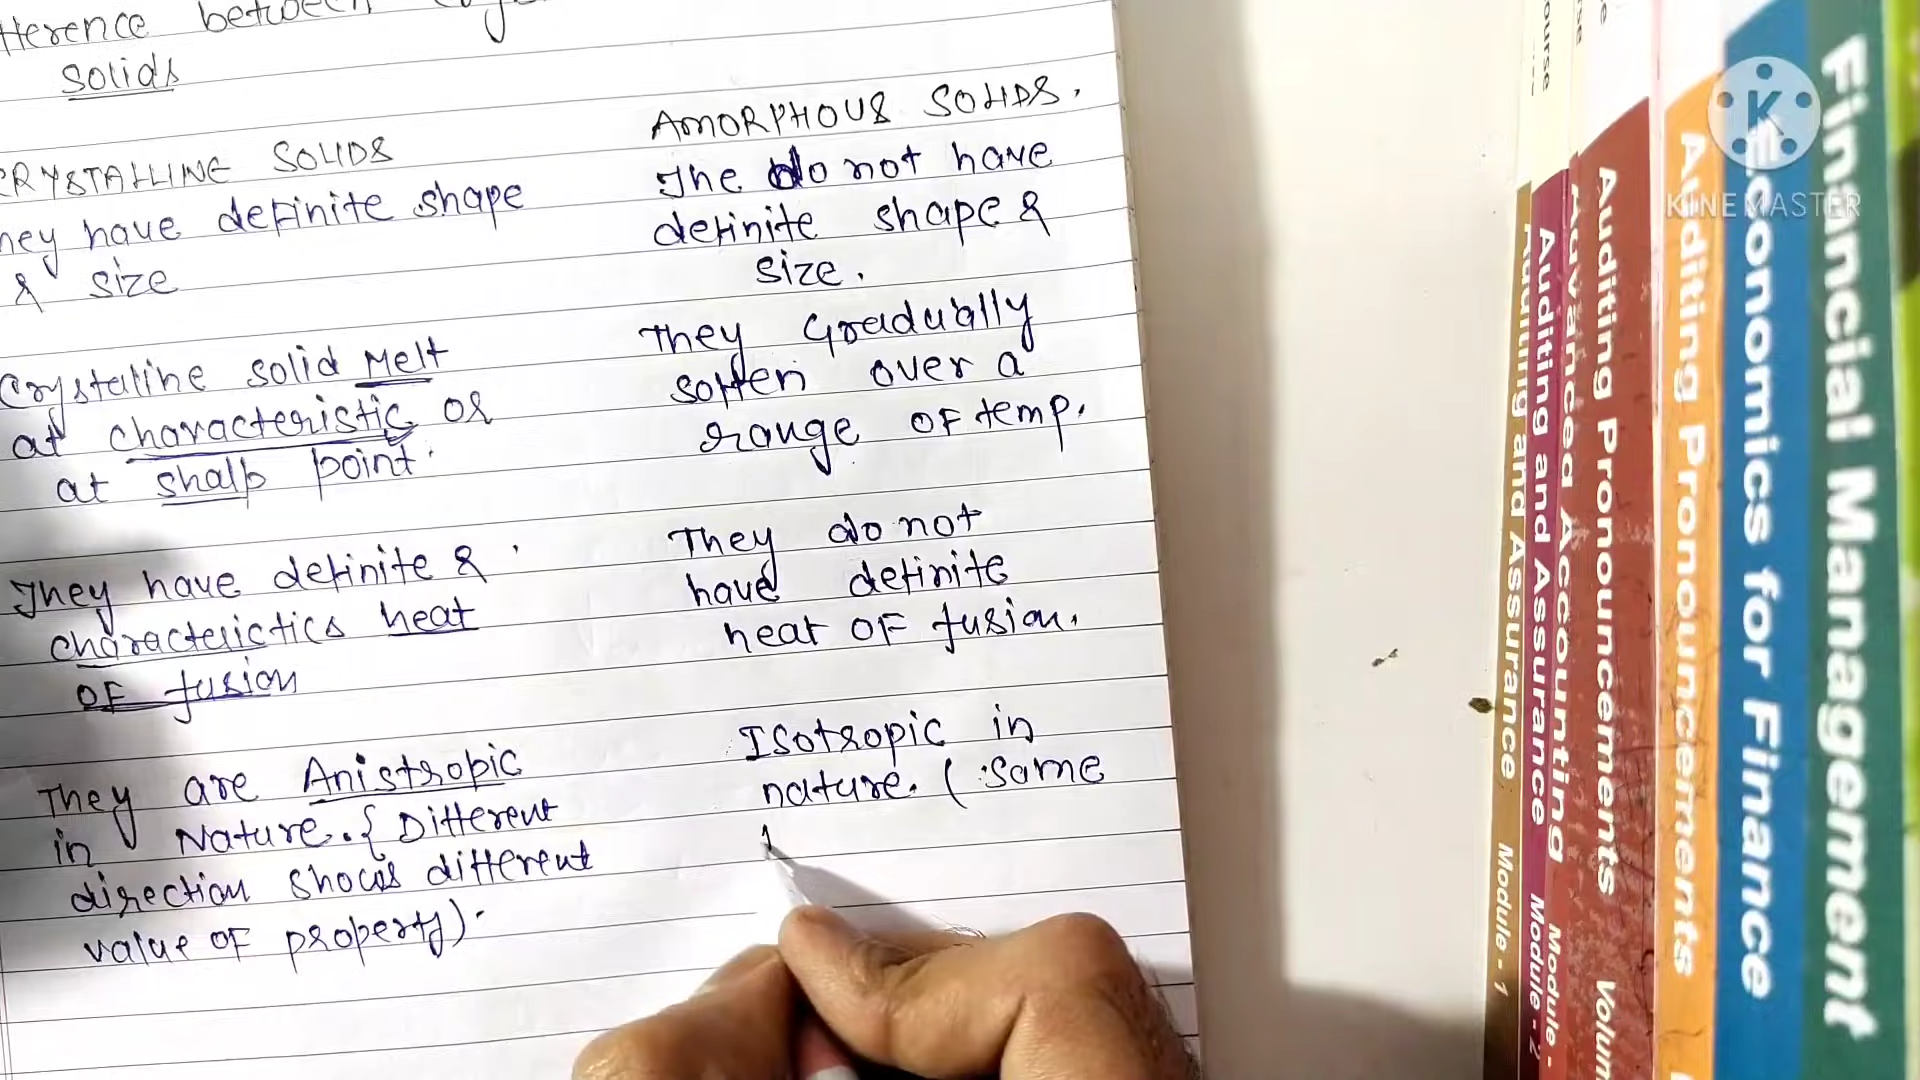 between
solids
CRYSTALLINE SOLIDS
have definite shape
& size
Crystalline solid Melt
at characteristic or
at sharp point.
They have definite &
characterictics heat
OF fusion
They are Anistropic
in Nature. { Different
direction shows different
value OF property).
AMORPHOUS SOLIDS.
The do not have
definite shape &
size.
They Gradually
soften over a
range OF temp.
They do not
have definite
heat OF fusion.
Isotropic in
nature. ( Same
Auditing and Assurance Module - 1
Auditing and Assurance Module - 2
Advanced Accounting Module -
Auditing Pronouncements
Auditing Pronouncements
Economics for Finance
Financial Management
K
KINEMASTER